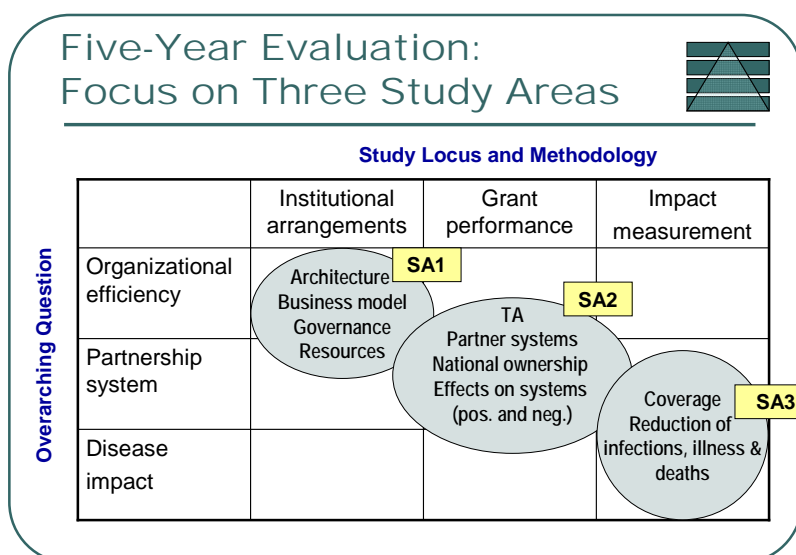 Five-Year Evaluation:
Focus on Three Study Areas
Study Locus and Methodology
Overarching Question
Institutional
arrangements
Grant
performance
Impact
measurement
Organizational
efficiency
Partnership
system
Disease
impact
SA1
Architecture
Business model
Governance
Resources
SA2
TA
Partner systems
National ownership
Effects on systems
(pos. and neg.)
SA3
Coverage
Reduction of
infections, illness &
deaths